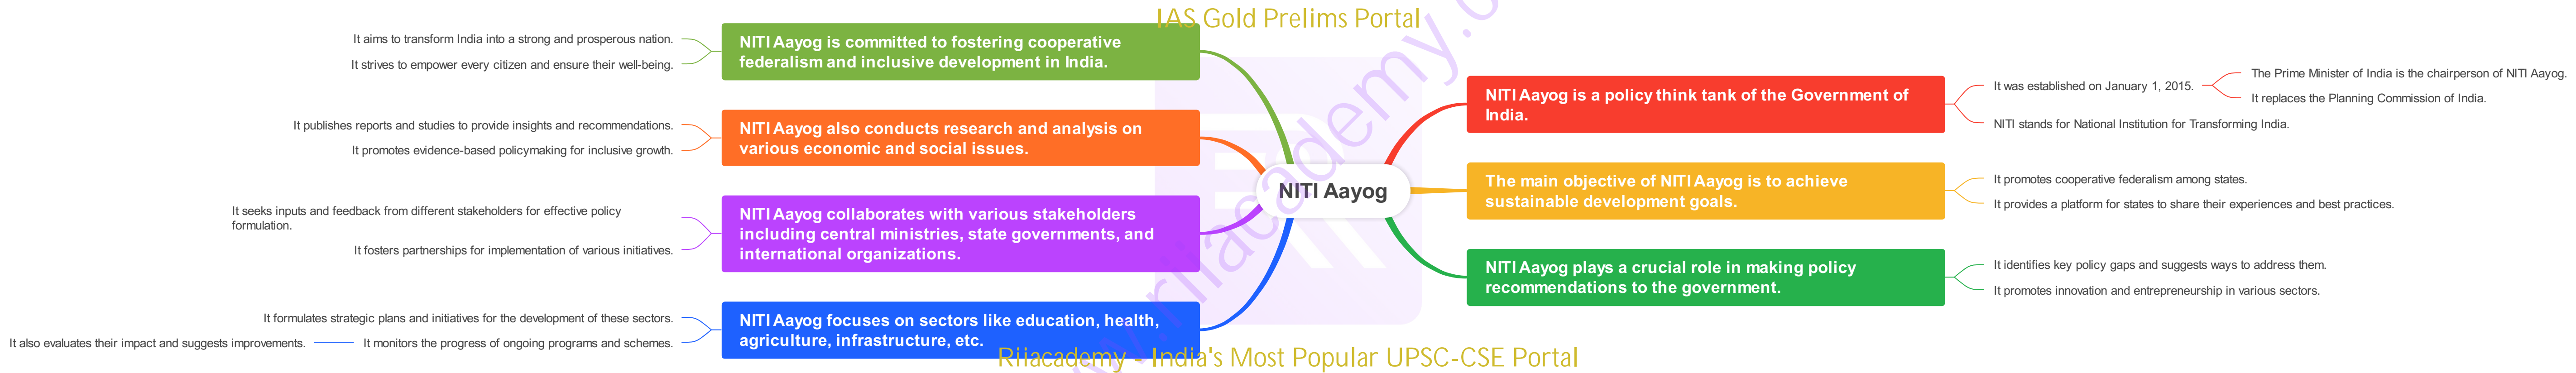 IAS Gold Prelims Portal
NITI Aayog
NITI Aayog is a policy think tank of the Government of
India.
It was established on January 1, 2015.
The Prime Minister of India is the chairperson of NITI Aayog.
It replaces the Planning Commission of India.
NITI stands for National Institution for Transforming India.
The main objective of NITI Aayog is to achieve
sustainable development goals.
It promotes cooperative federalism among states.
It provides a platform for states to share their experiences and best practices.
NITI Aayog plays a crucial role in making policy
recommendations to the government.
It identifies key policy gaps and suggests ways to address them.
It promotes innovation and entrepreneurship in various sectors.
NITI Aayog is committed to fostering cooperative
federalism and inclusive development in India.
It aims to transform India into a strong and prosperous nation.
It strives to empower every citizen and ensure their well-being.
NITI Aayog also conducts research and analysis on
various economic and social issues.
It publishes reports and studies to provide insights and recommendations.
It promotes evidence-based policymaking for inclusive growth.
NITI Aayog collaborates with various stakeholders
including central ministries, state governments, and
international organizations.
It seeks inputs and feedback from different stakeholders for effective policy
formulation.
It fosters partnerships for implementation of various initiatives.
NITI Aayog focuses on sectors like education, health,
agriculture, infrastructure, etc.
It formulates strategic plans and initiatives for the development of these sectors.
It monitors the progress of ongoing programs and schemes.
It also evaluates their impact and suggests improvements.
Riiacademy - India's Most Popular UPSC-CSE Portal